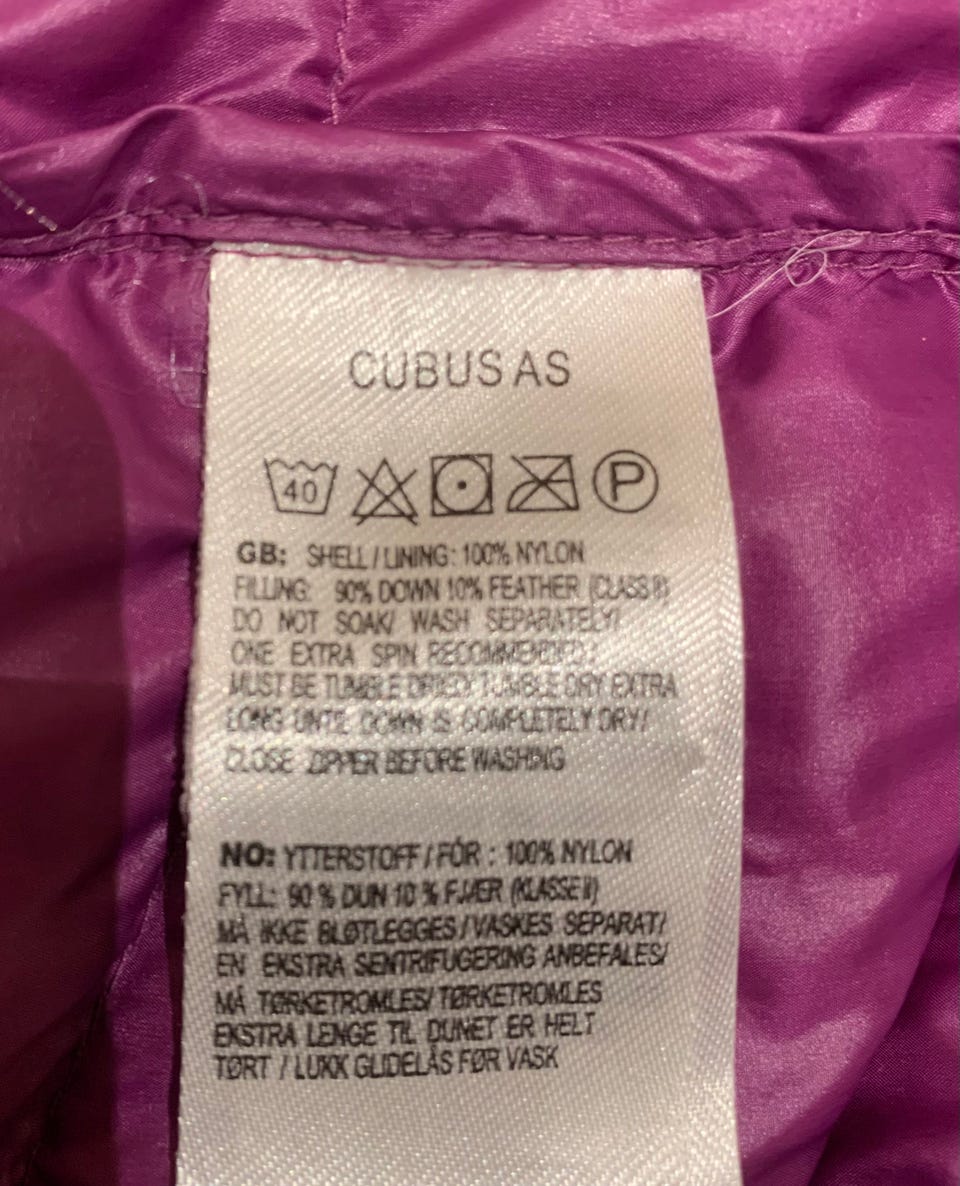 CUBUS AS
40 P
GB: SHELL / LINING: 100% NYLON
FILLING: 90% DOWN 10% FEATHER (CLASS II)
DO NOT SOAK/ WASH SEPARATELY/
ONE EXTRA SPIN RECOMMENDED/
MUST BE TUMBLE DRIED/ TUMBLE DRY EXTRA
LONG UNTIL DOWN IS COMPLETELY DRY/
CLOSE ZIPPER BEFORE WASHING
NO: YTTERSTOFF / FÓR : 100% NYLON
FYLL: 90 % DUN 10 % FJÆR (KLASSE II)
MÅ IKKE BLØTLEGGES / VASKES SEPARAT/
EN EKSTRA SENTRIFUGERING ANBEFALES/
MÅ TØRKETROMLES/ TØRKETROMLES
EKSTRA LENGE TIL DUNET ER HELT
TØRT / LUKK GLIDELÅS FØR VASK